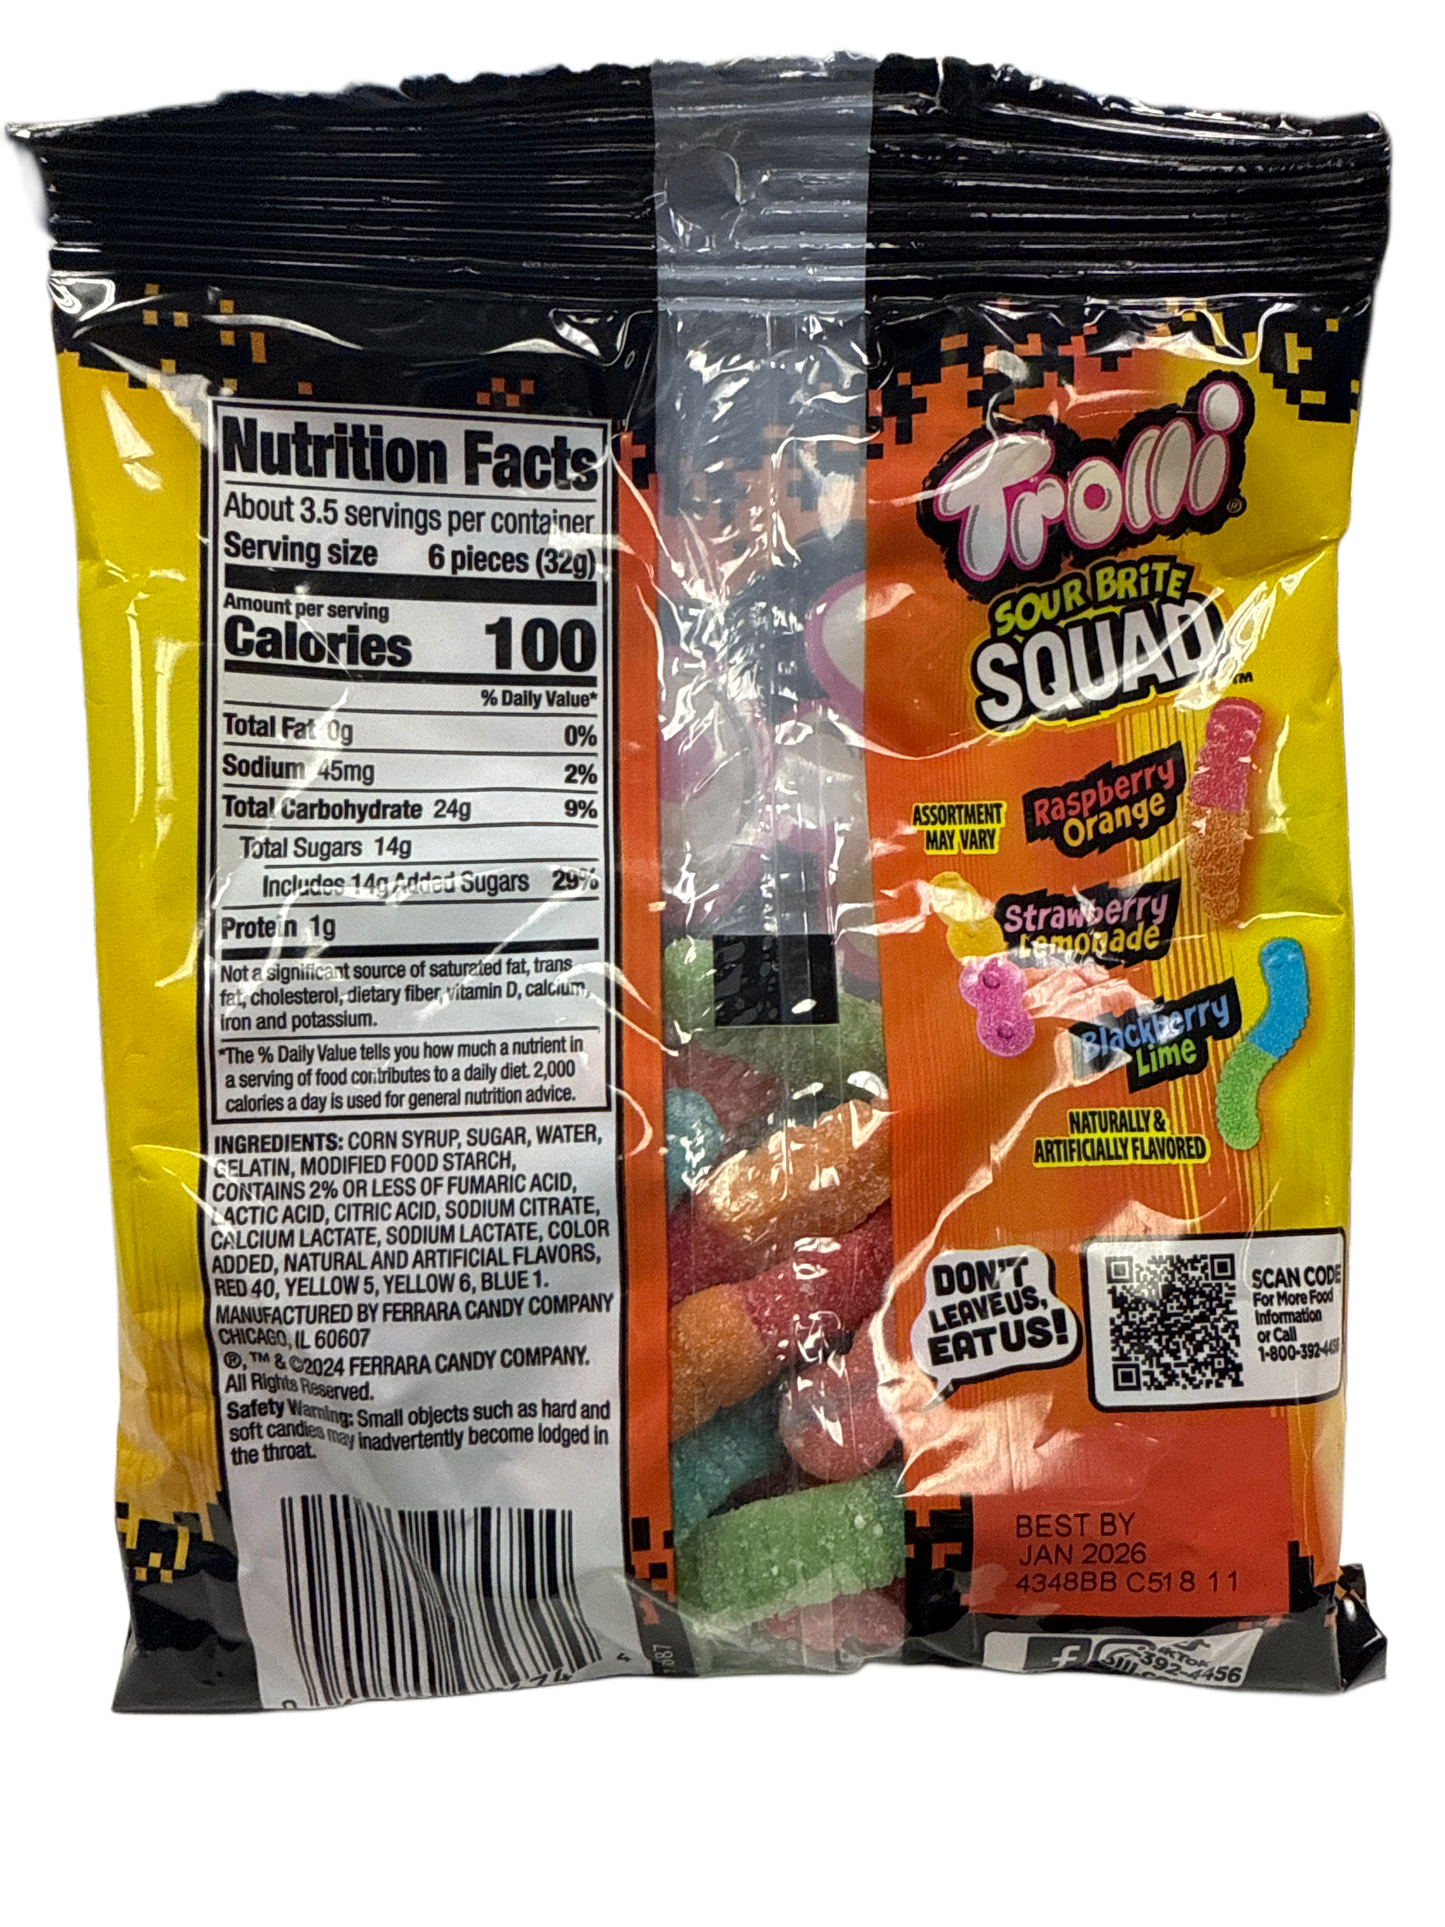 Nutrition Facts
About 3.5 servings per container
Serving size 6 pieces (32g)
Amount per serving
Calories 100
% Daily Value*
Total Fat 0g 0%
Sodium 45mg 2%
Total Carbohydrate 24g 9%
Total Sugars 14g
Includes 14g Added Sugars 29%
Protein 1g
Not a significant source of saturated fat, trans
fat, cholesterol, dietary fiber, vitamin D, calcium,
iron and potassium.
*The % Daily Value tells you how much a nutrient in
a serving of food contributes to a daily diet. 2,000
calories a day is used for general nutrition advice.
INGREDIENTS: CORN SYRUP, SUGAR, WATER,
GELATIN, MODIFIED FOOD STARCH,
CONTAINS 2% OR LESS OF FUMARIC ACID,
LACTIC ACID, CITRIC ACID, SODIUM CITRATE,
CALCIUM LACTATE, SODIUM LACTATE, COLOR
ADDED, NATURAL AND ARTIFICIAL FLAVORS,
RED 40, YELLOW 5, YELLOW 6, BLUE 1.
MANUFACTURED BY FERRARA CANDY COMPANY
CHICAGO, IL 60607
®, ™ & ©2024 FERRARA CANDY COMPANY.
All Rights Reserved.
Safety Warning: Small objects such as hard and
soft candies may inadvertently become lodged in
the throat.
Trolli®
SOUR BRiTE
SQUAD™
ASSORTMENT
MAY VARY
Raspberry
Orange
Strawberry
Lemonade
Blackberry
Lime
NATURALLY &
ARTIFICIALLY FLAVORED
DON'T
LEAVE US,
EAT US!
SCAN CODE
For More Food
Information
or Call
1-800-392-4456
BEST BY
JAN 2026
4348BB C518 11
f
TikTok
392-4456